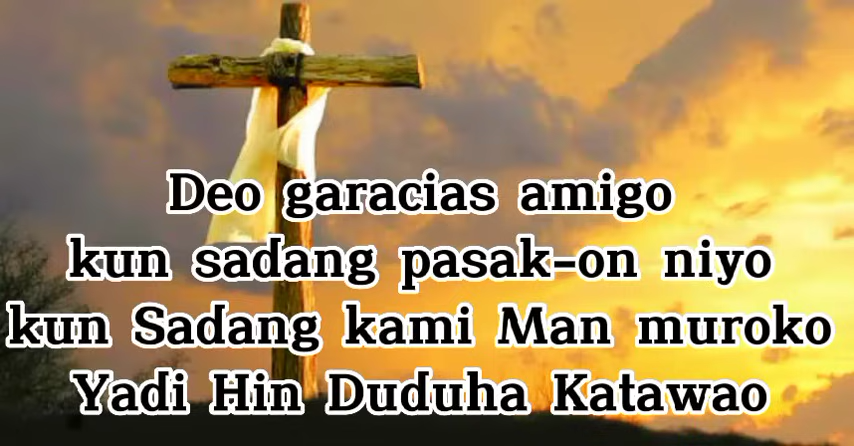 Deo garacias amigo
kun sadang pasak-on niyo
kun Sadang kami Man muroko
Yadi Hin Duduha Katawao